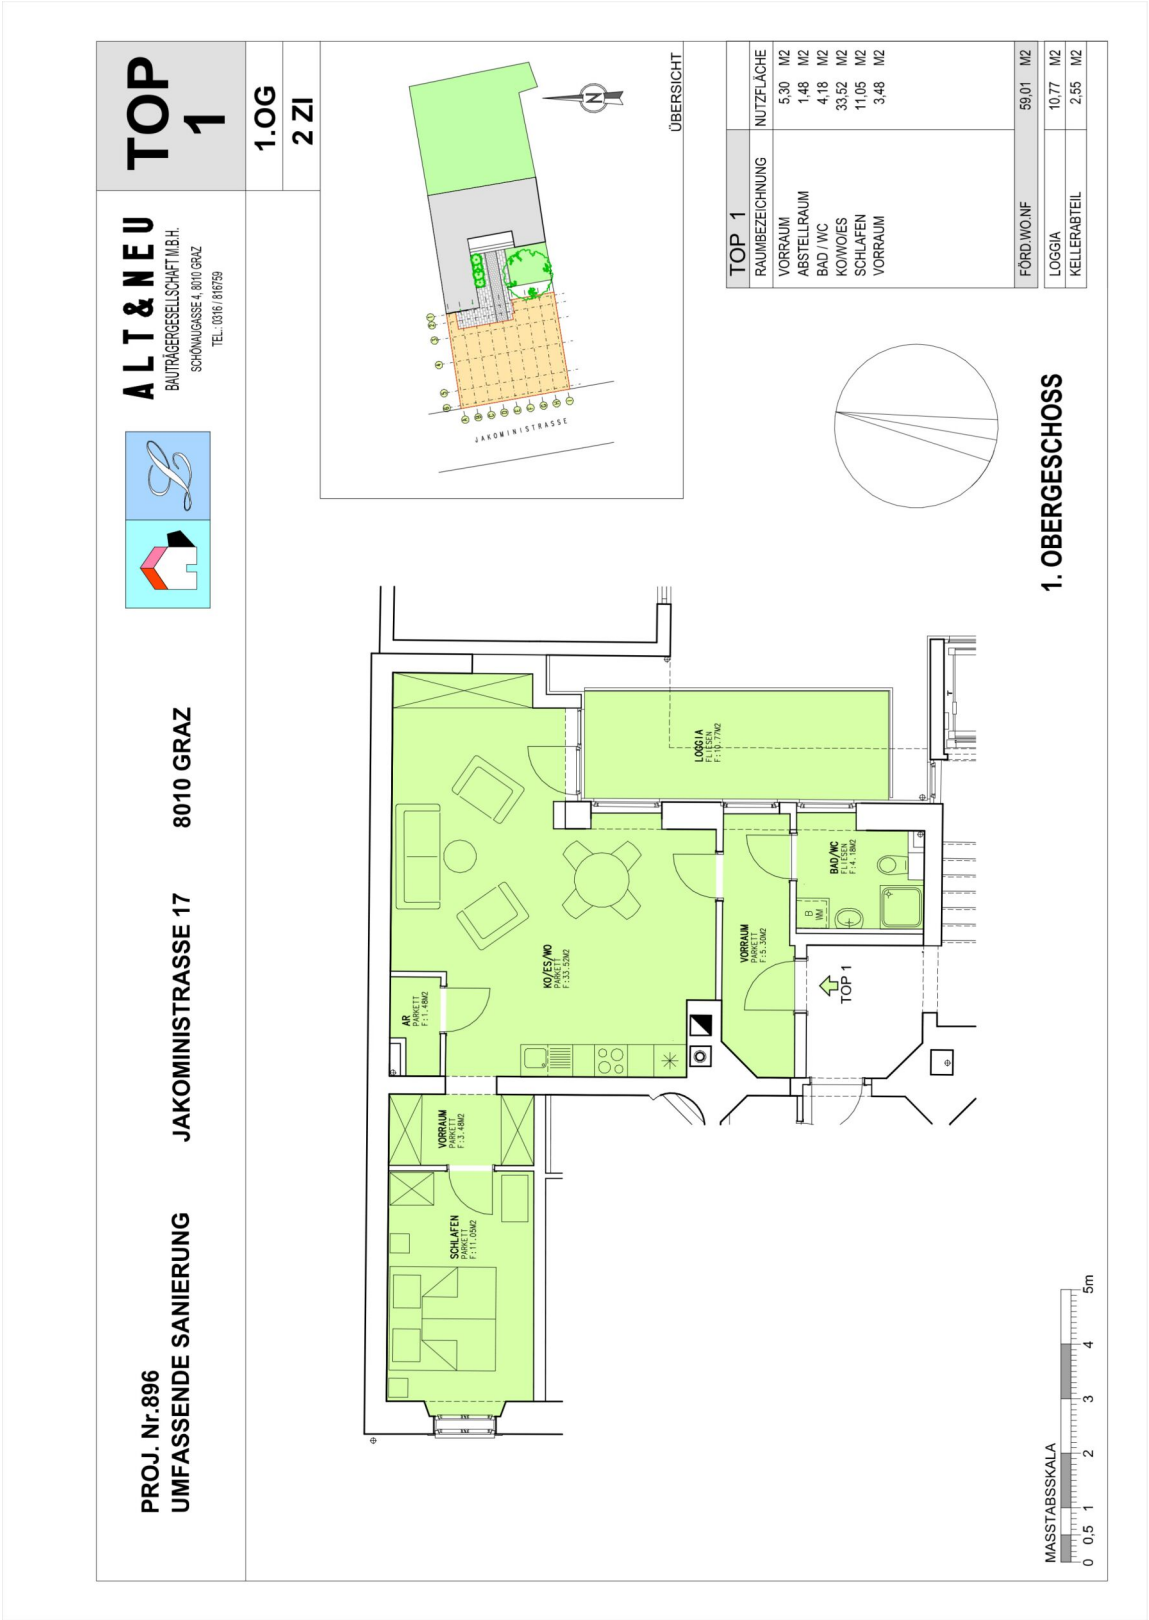 PROJ. Nr.896
UMFASSENDE SANIERUNG JAKOMINISTRASSE 17 8010 GRAZ
ALT & NEU
BAUTRÄGERGESELLSCHAFT M.B.H.
SCHÖNAUGASSE 4, 8010 GRAZ
TEL.: 0316 / 816759
TOP
1
1.OG
2 ZI
JAKOMINISTRASSE
N
ÜBERSICHT
TOP 1
RAUMBEZEICHNUNG NUTZFLÄCHE
VORRAUM 5,30 M2
ABSTELLRAUM 1,48 M2
BAD / WC 4,18 M2
KO/WO/ES 33,52 M2
SCHLAFEN 11,05 M2
VORRAUM 3,48 M2
FÖRD.WO.NF 59,01 M2
LOGGIA 10,77 M2
KELLERABTEIL 2,55 M2
SCHLAFEN
PARKETT
F:11.05M2
VORRAUM
PARKETT
F:3.48M2
AR
PARKETT
F:1.48M2
KO/ES/WO
PARKETT
F:33.52M2
LOGGIA
FLIESEN
F:10.77M2
VORRAUM
PARKETT
F:5.30M2
BAD/WC
FLIESEN
F:4.18M2
B
WM
TOP 1
T
1. OBERGESCHOSS
MASSTABSSKALA
0 0,5 1 2 3 4 5m